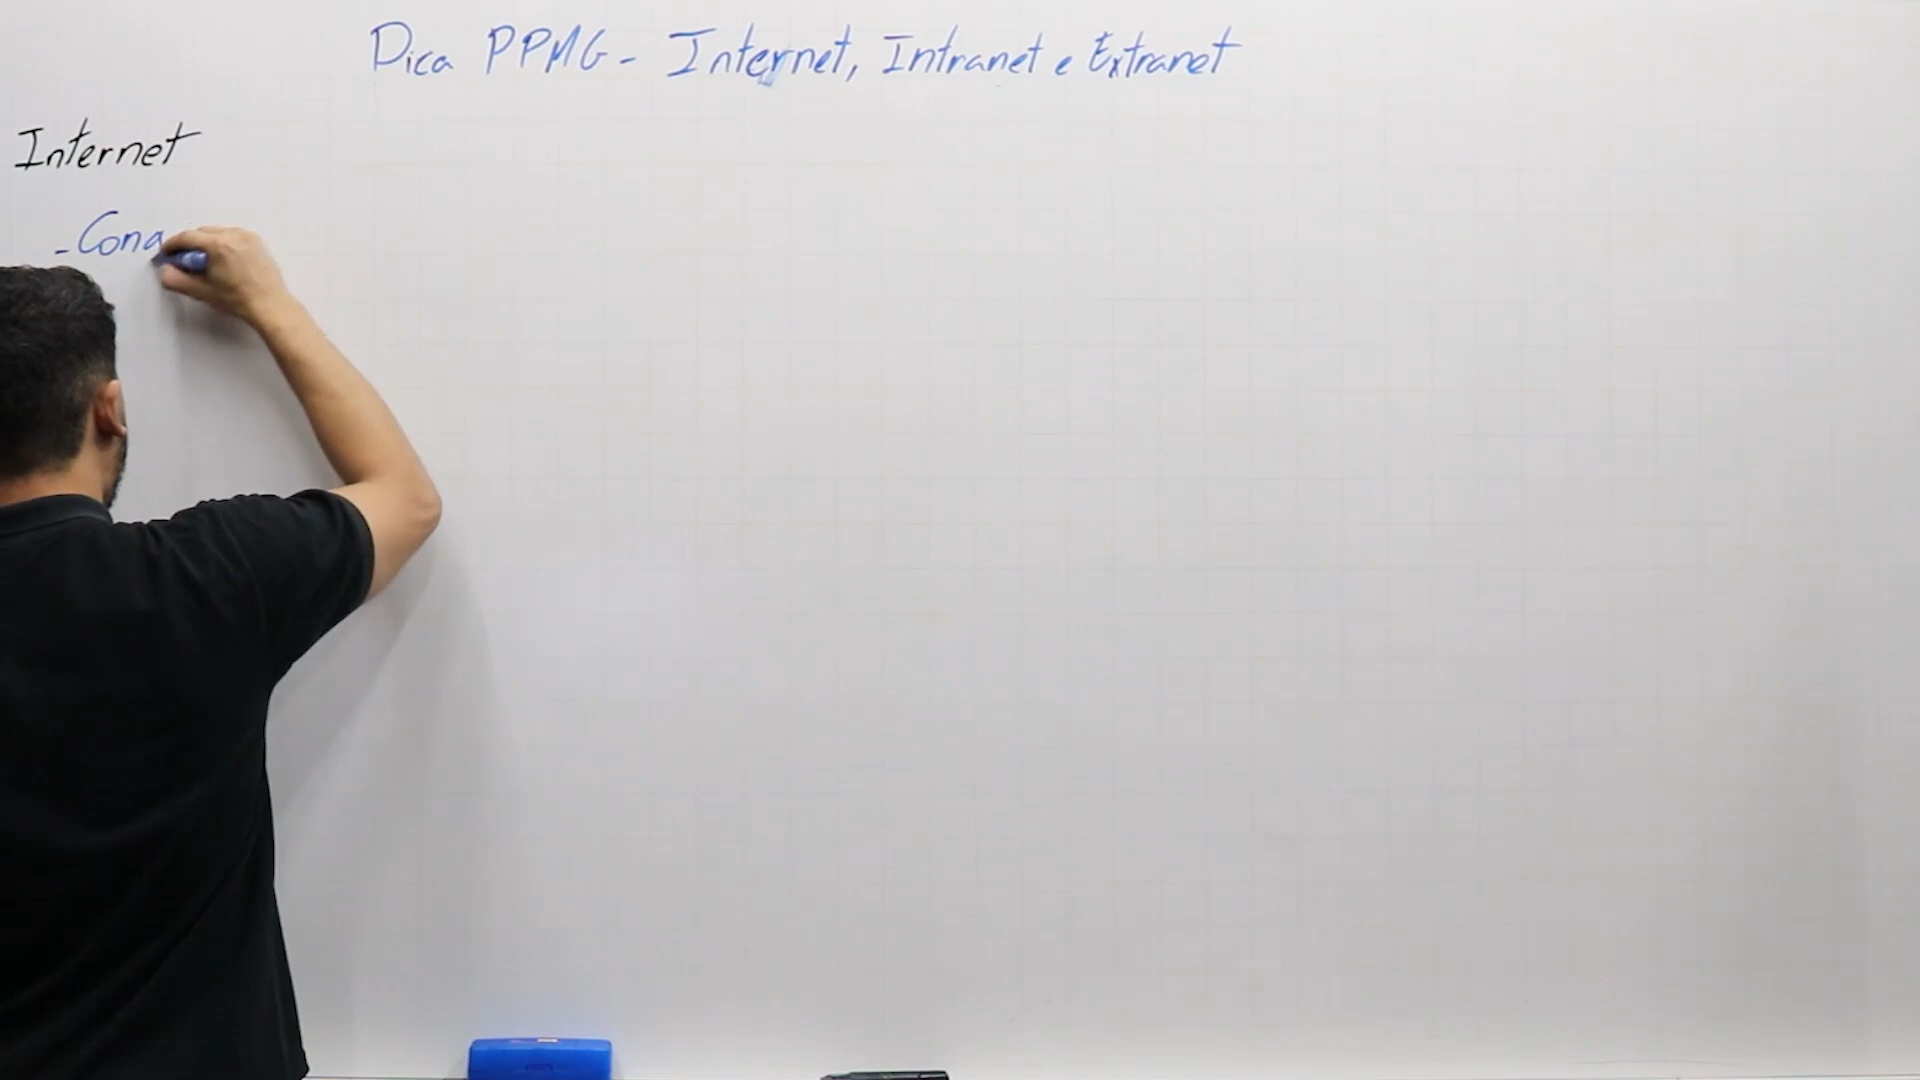 Dica PPMG - Internet, Intranet e Extranet
Internet
- Cona